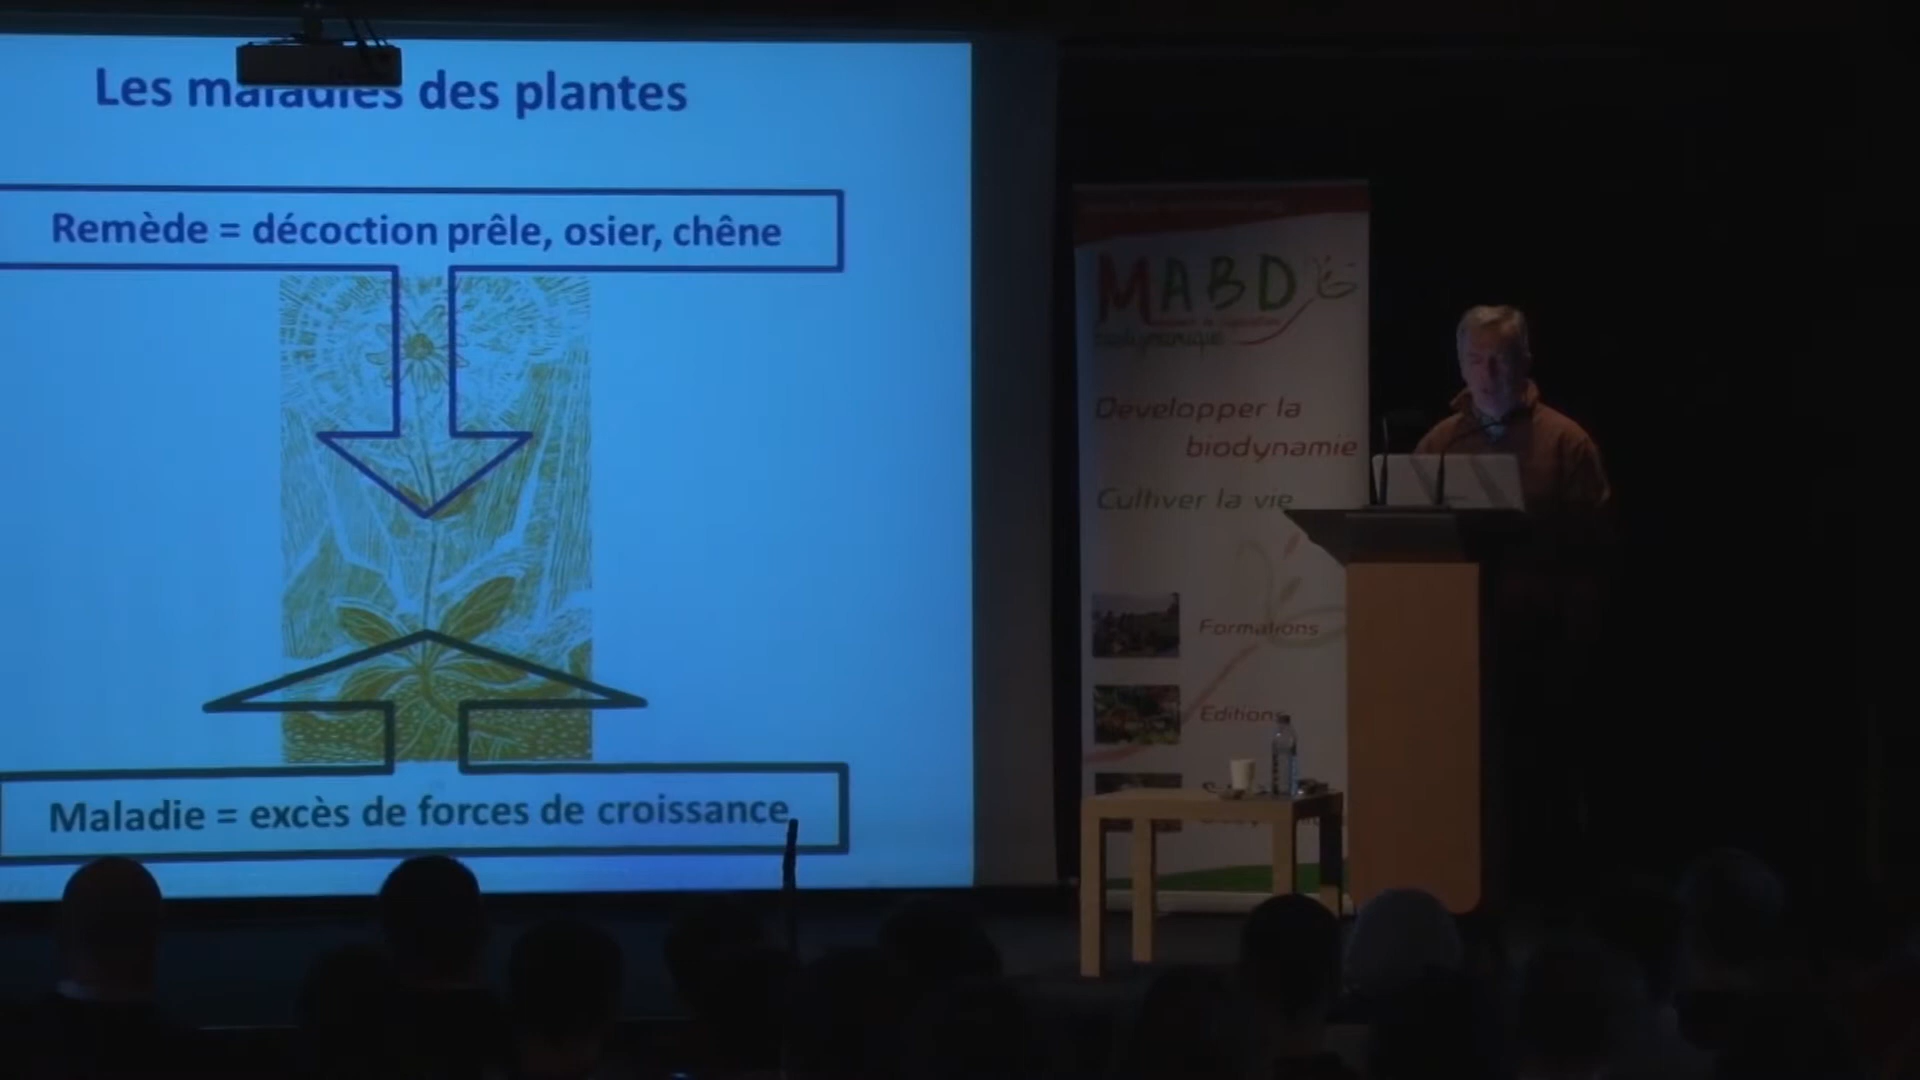 Les maladies des plantes
Remède = décoction prêle, osier, chêne
Maladie = excès de forces de croissance
MABD
biodynamique
Developper la
biodynamie
Cultiver la vie
Formations
Editions